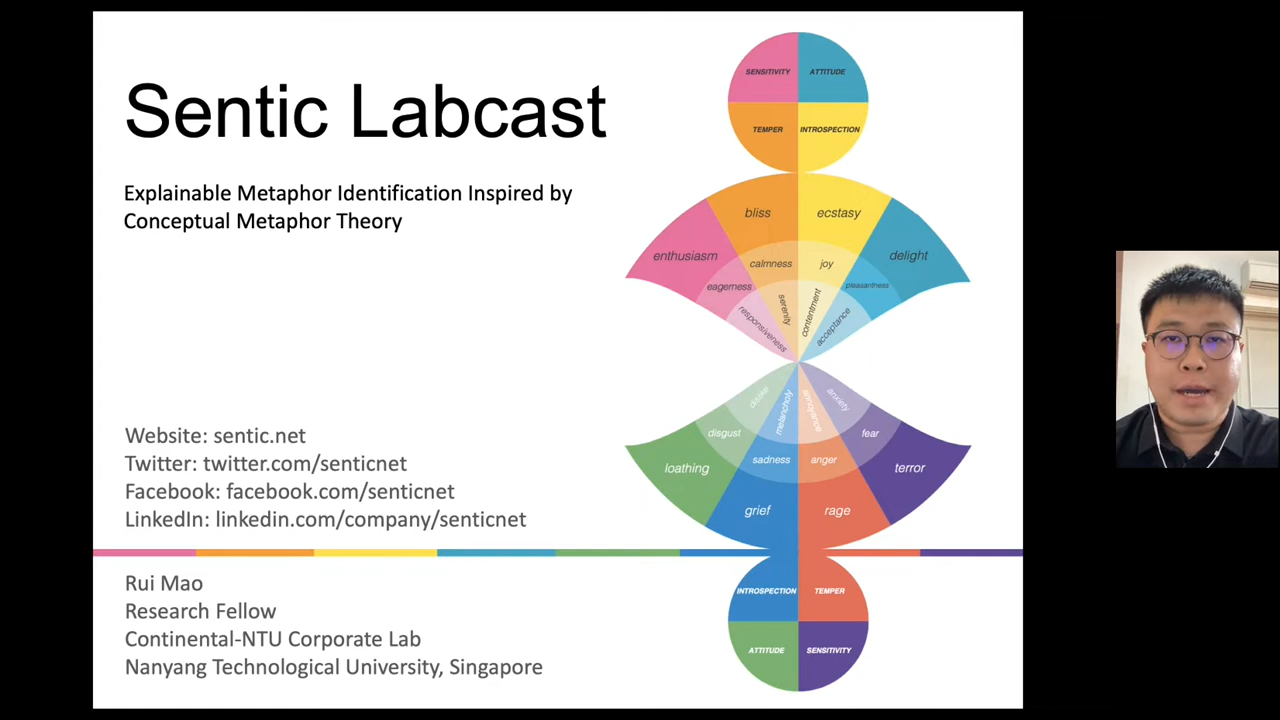 Sentic Labcast
Explainable Metaphor Identification Inspired by
Conceptual Metaphor Theory
Website: sentic.net
Twitter: twitter.com/senticnet
Facebook: facebook.com/senticnet
LinkedIn: linkedin.com/company/senticnet
Rui Mao
Research Fellow
Continental-NTU Corporate Lab
Nanyang Technological University, Singapore
SENSITIVITY
ATTITUDE
TEMPER
INTROSPECTION
bliss
ecstasy
enthusiasm
delight
calmness
joy
eagerness
pleasantness
serenity
contentment
responsiveness
acceptance
dislike
melancholy
annoyance
anxiety
disgust
fear
sadness
anger
loathing
terror
grief
rage
INTROSPECTION
TEMPER
ATTITUDE
SENSITIVITY